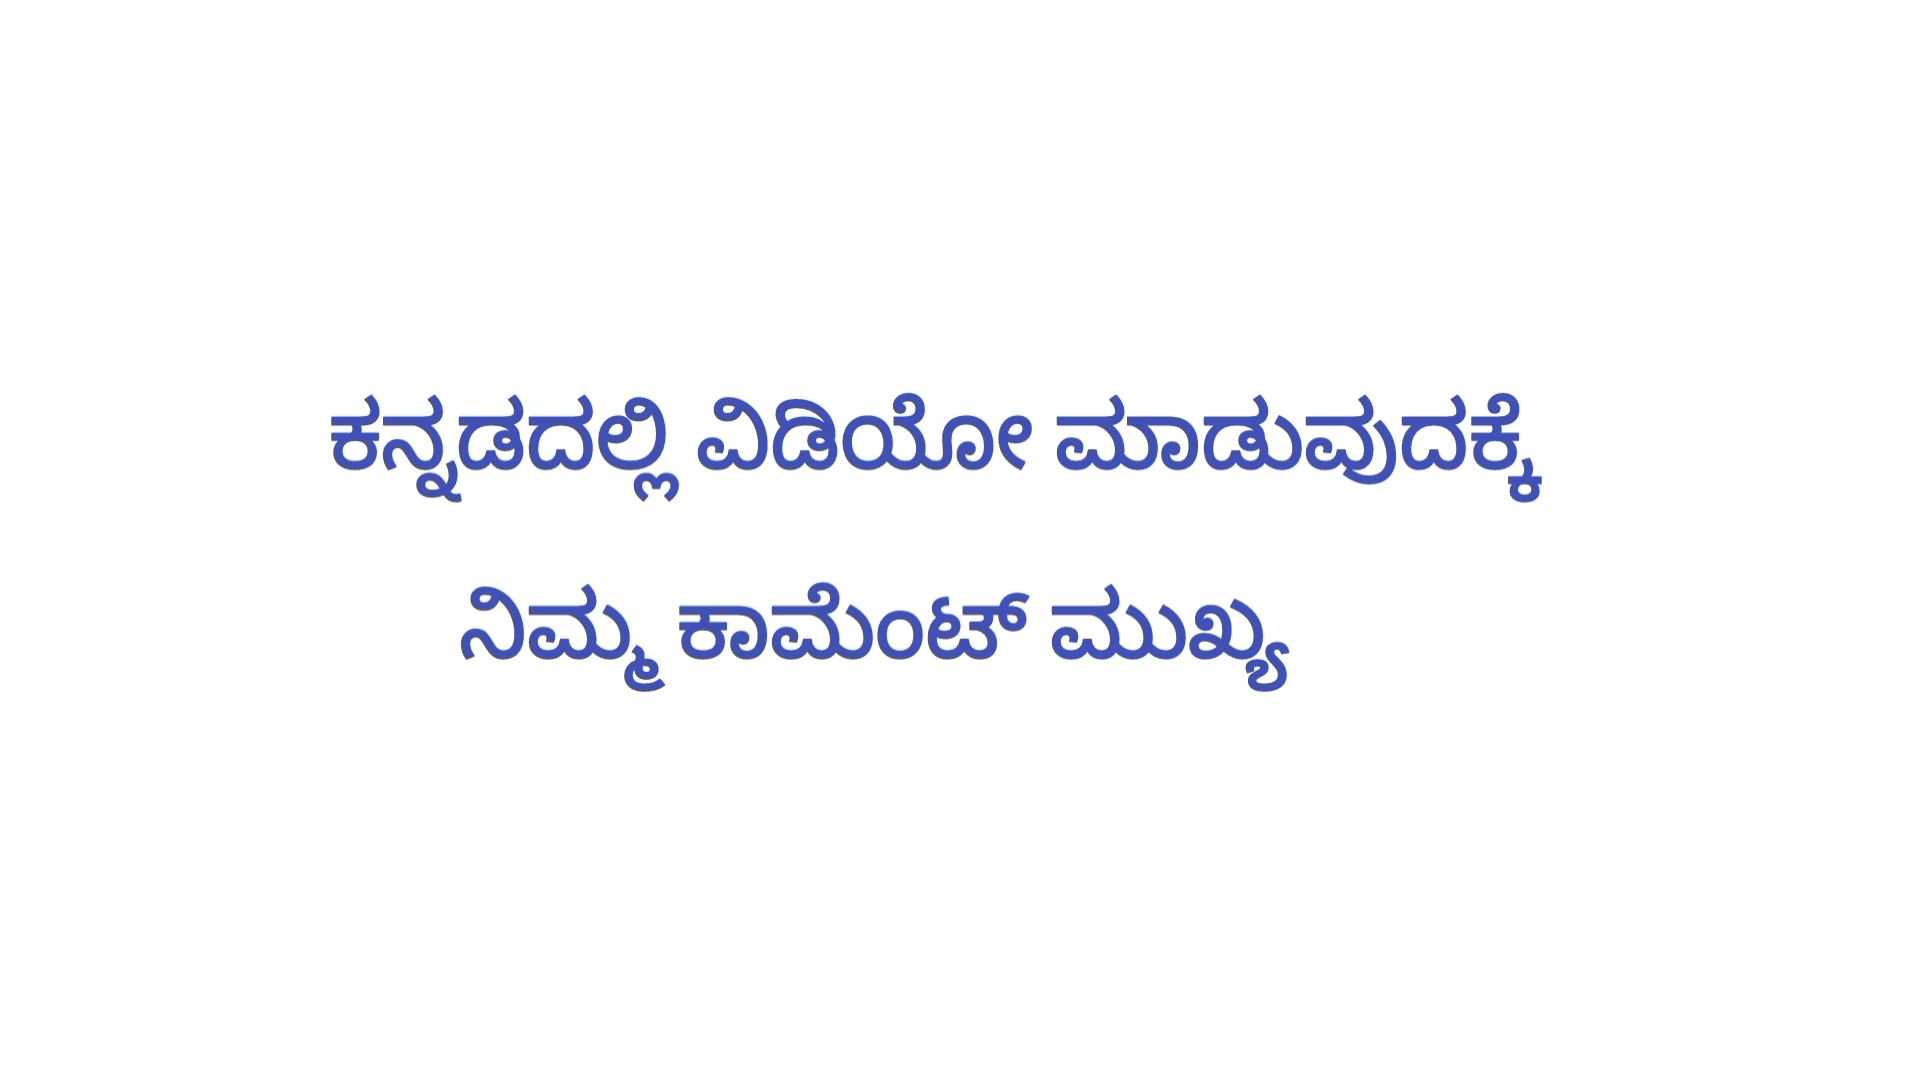 ಕನ್ನಡದಲ್ಲಿ ವಿಡಿಯೋ ಮಾಡುವುದಕ್ಕೆ
ನಿಮ್ಮ ಕಾಮೆಂಟ್ ಮುಖ್ಯ